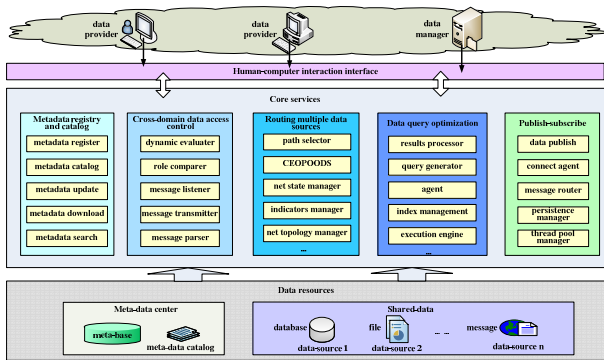 data provider
data provider
data manager
Human-computer interaction interface
Core services
Metadata registry and catalog
metadata register
metadata catalog
metadata update
metadata download
metadata search
Cross-domain data access control
dynamic evaluater
role comparer
message listener
message transmitter
message parser
Routing multiple data sources
path selector
CEOPOODS
net state manager
indicators manager
net topology manager
...
Data query optimization
results processor
query generator
agent
index management
execution engine
...
Publish-subscribe
data publish
connect agent
message router
persistence manager
thread pool manager
Data resources
Meta-data center
meta-base
meta-data catalog
Shared-data
database
data-source 1
file
data-source 2
... ...
message
data-source n